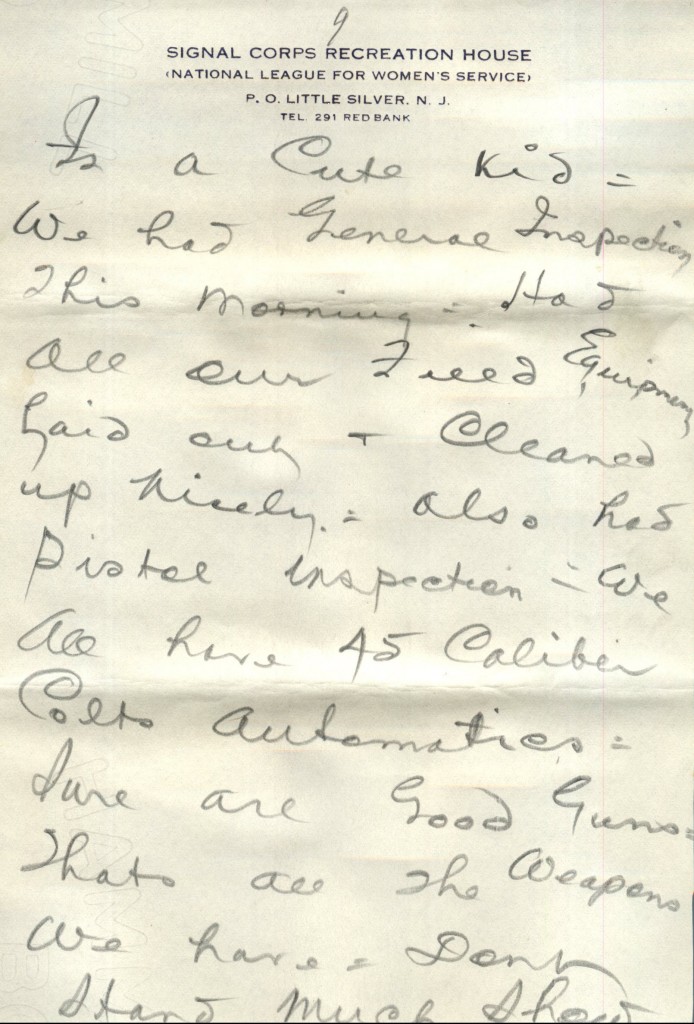 9
SIGNAL CORPS RECREATION HOUSE
(NATIONAL LEAGUE FOR WOMEN'S SERVICE)
P. O. LITTLE SILVER, N. J.
TEL. 291 RED BANK
Is a Cute Kid =
We had General Inspection
This morning = Had
all our Field Equipment
Laid out + Cleaned
up Nicely = also had
Pistol inspection = We
all have 45 Caliber
Colts Automatics =
Sure are Good Guns =
Thats all the Weapons
We have = Dont
Stand Much Show